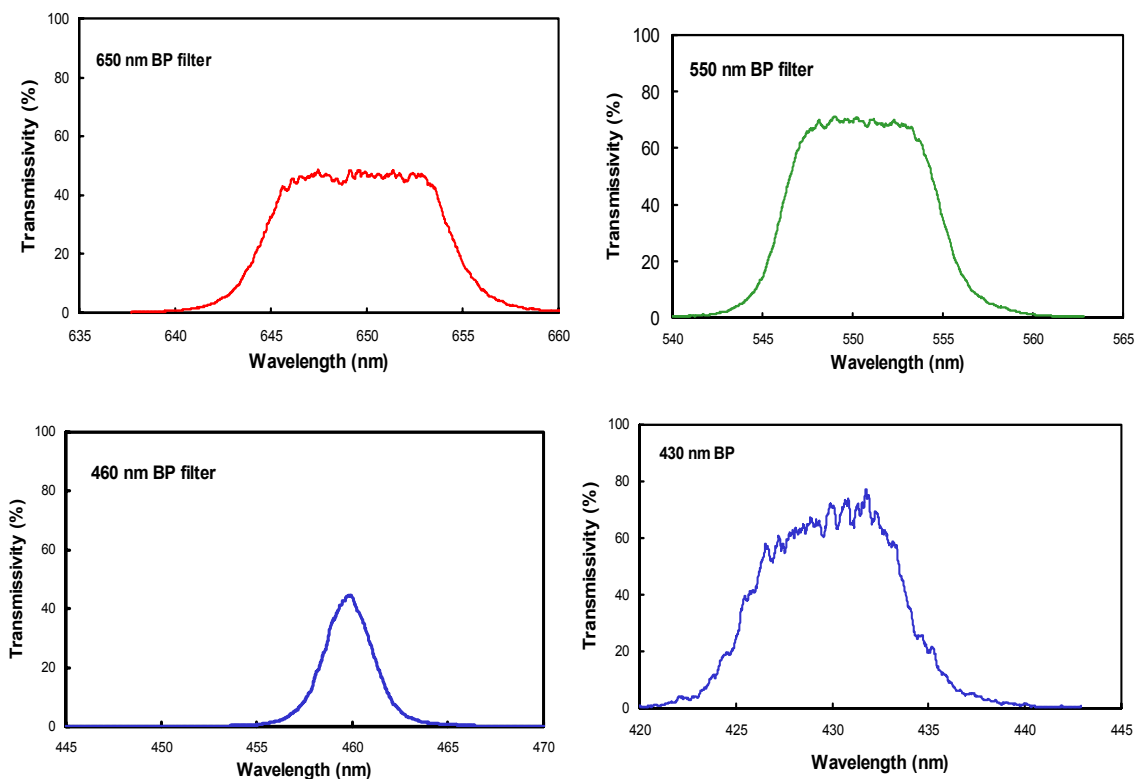 100
80
60
40
20
0
Transmissivity (%)
650 nm BP filter
635 640 645 650 655 660
Wavelength (nm)
100
80
60
40
20
0
Transmissivity (%)
550 nm BP filter
540 545 550 555 560 565
Wavelength (nm)
100
80
60
40
20
0
Transmissivity (%)
460 nm BP filter
445 450 455 460 465 470
Wavelength (nm)
100
80
60
40
20
0
Transmissivity (%)
430 nm BP
420 425 430 435 440 445
Wavelength (nm)